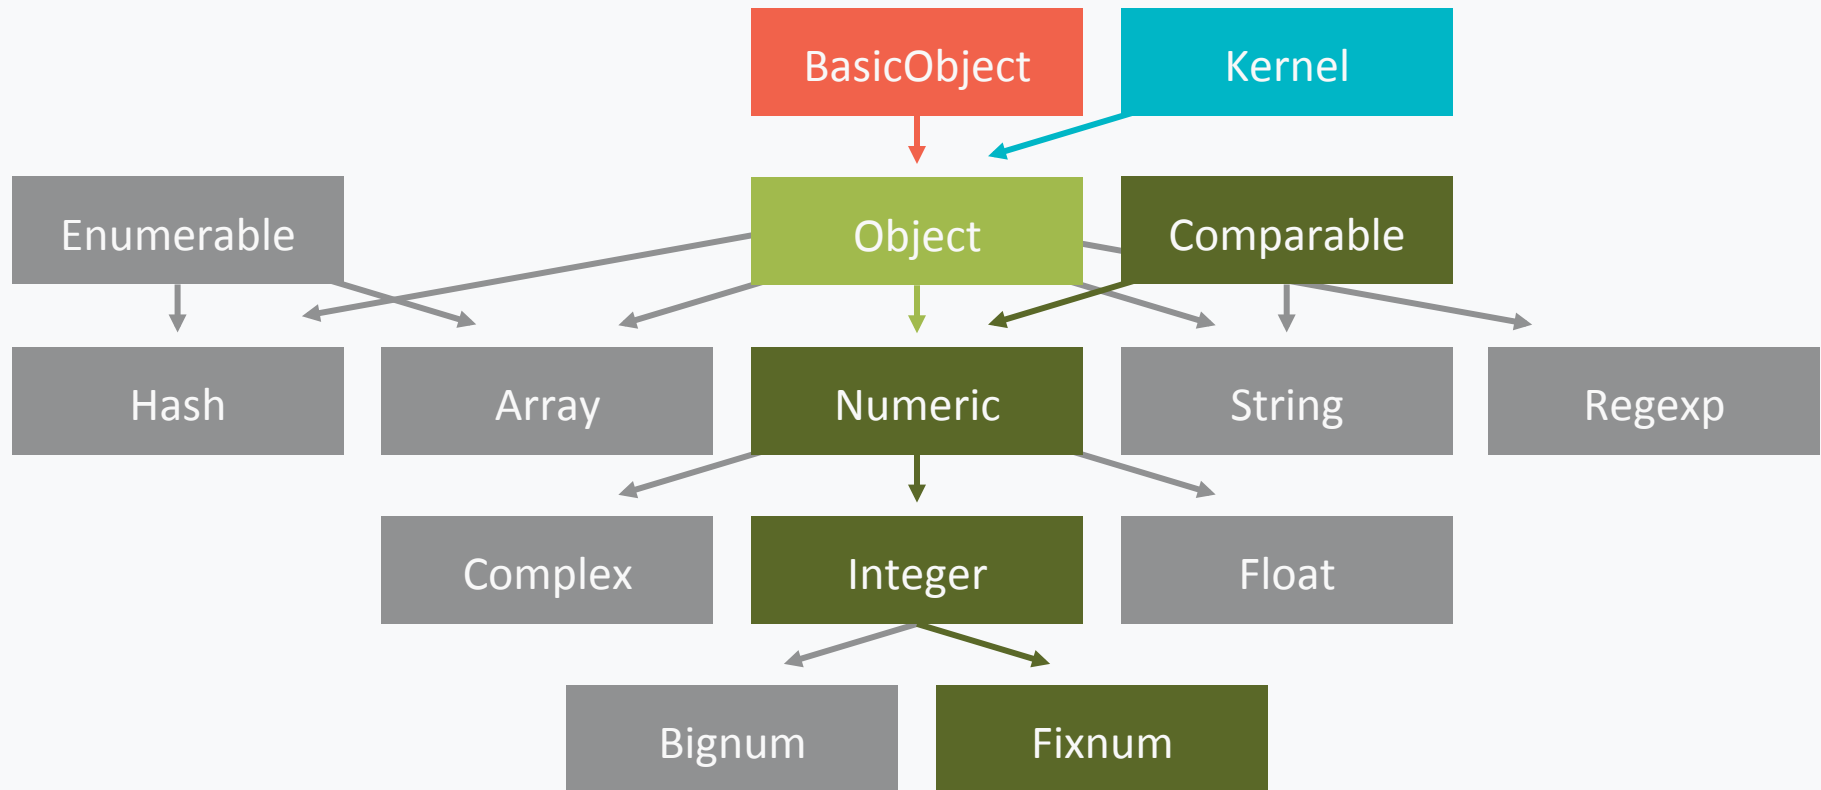 BasicObject
Kernel
Enumerable
Object
Comparable
Hash
Array
Numeric
String
Regexp
Complex
Integer
Float
Bignum
Fixnum